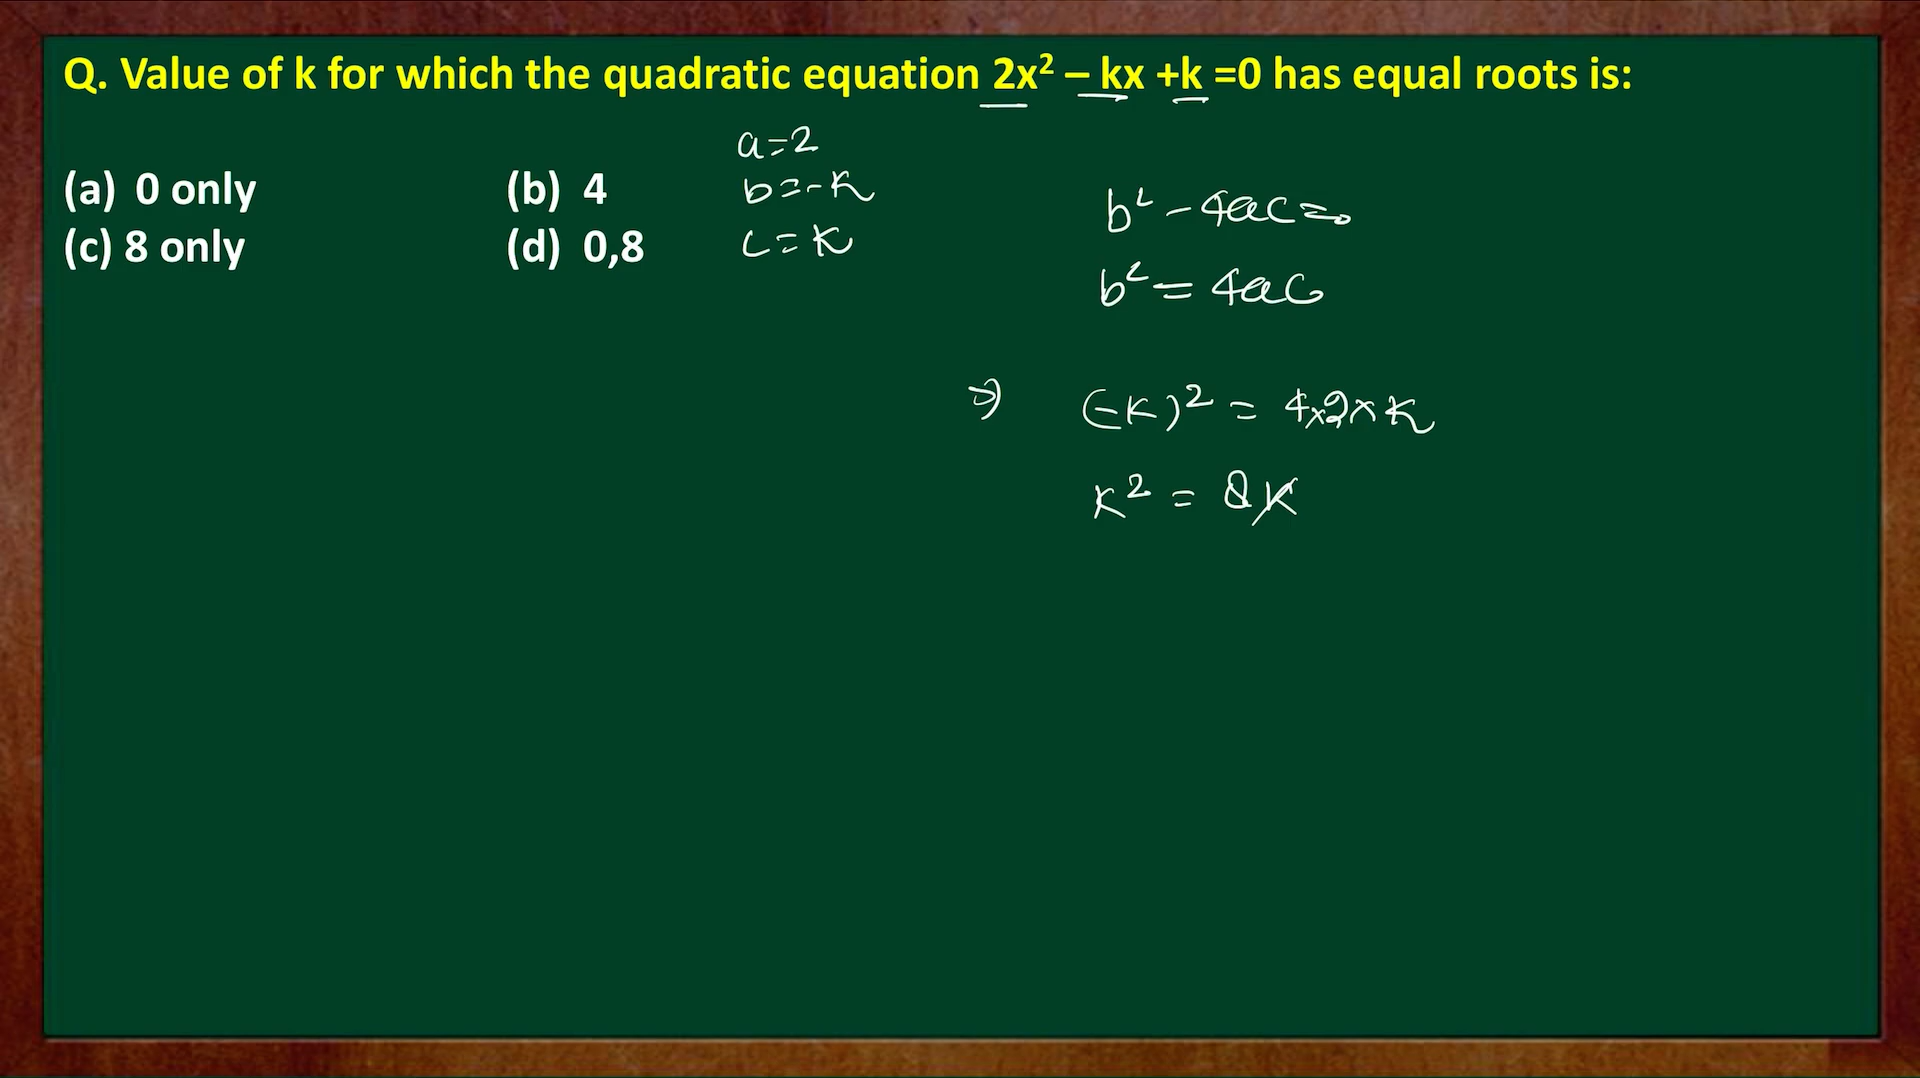 Q. Value of k for which the quadratic equation 2x² – kx +k =0 has equal roots is:
(a) 0 only (b) 4
(c) 8 only (d) 0,8
a=2
b=-k
c=k
b²-4ac=0
b²=4ac
⇒ (-k)² = 4×2×k
k² = 8k